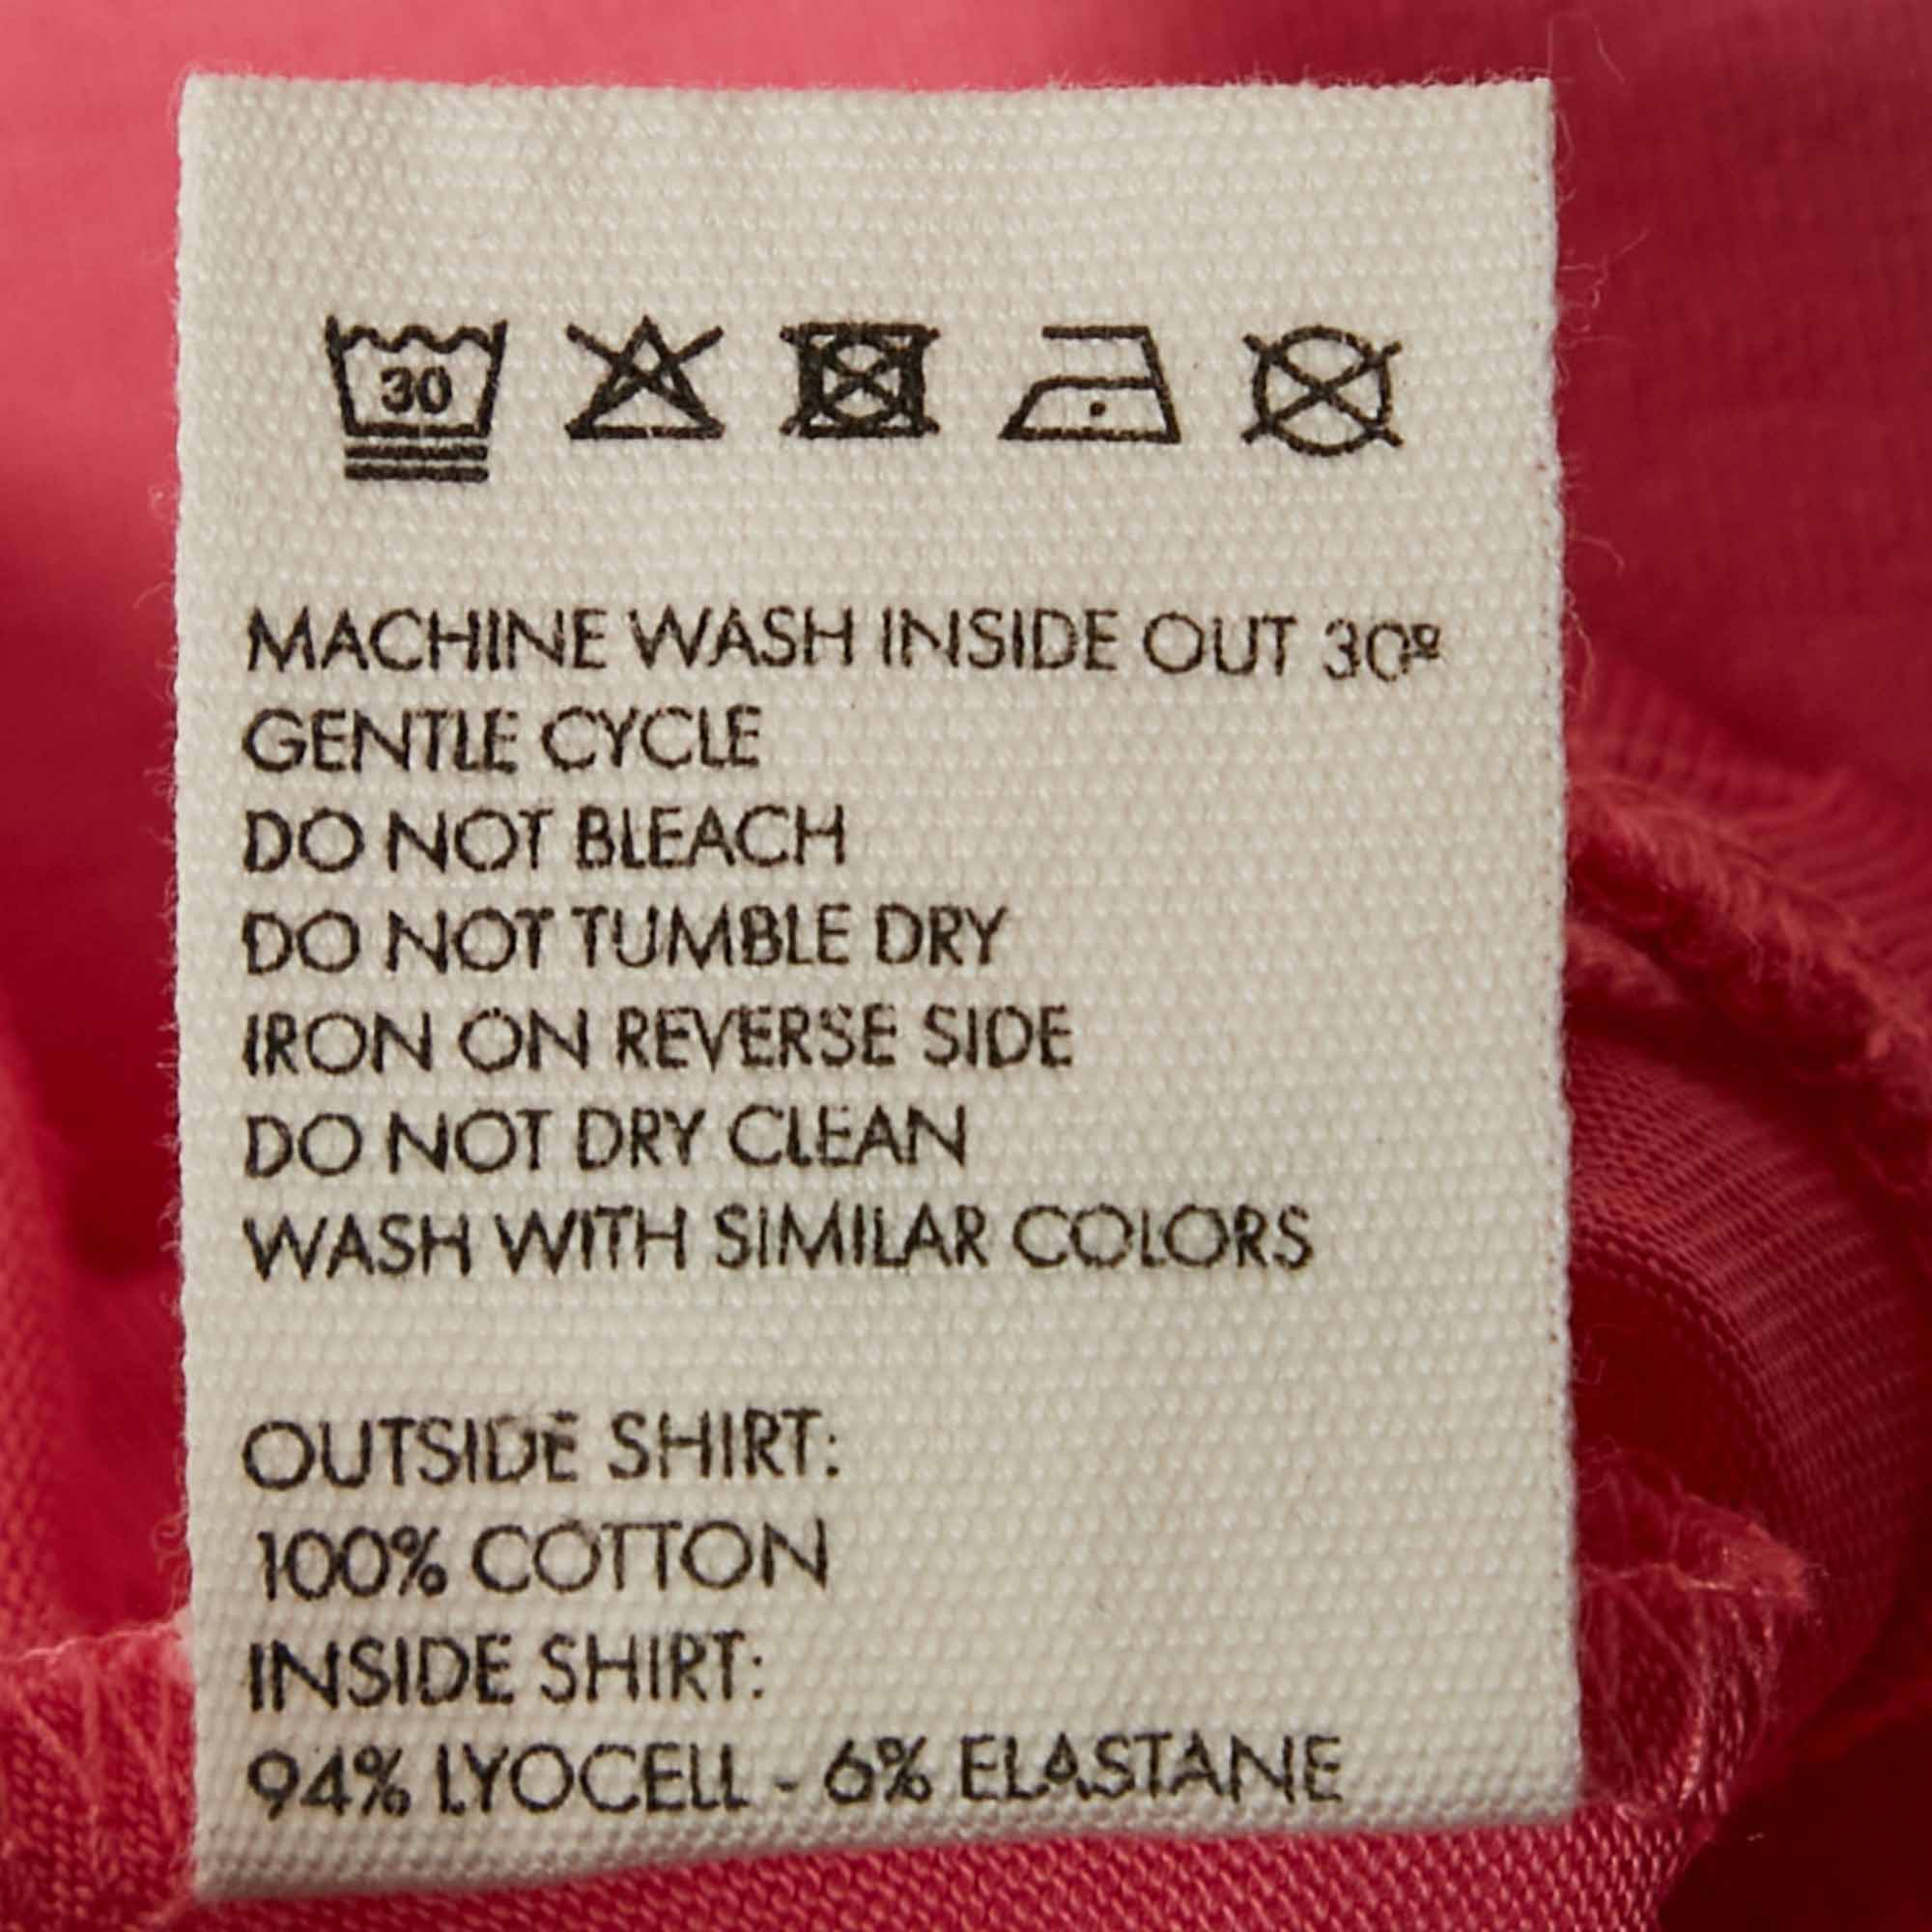 30
MACHINE WASH INSIDE OUT 30º
GENTLE CYCLE
DO NOT BLEACH
DO NOT TUMBLE DRY
IRON ON REVERSE SIDE
DO NOT DRY CLEAN
WASH WITH SIMILAR COLORS
OUTSIDE SHIRT:
100% COTTON
INSIDE SHIRT:
94% LYOCELL - 6% ELASTANE